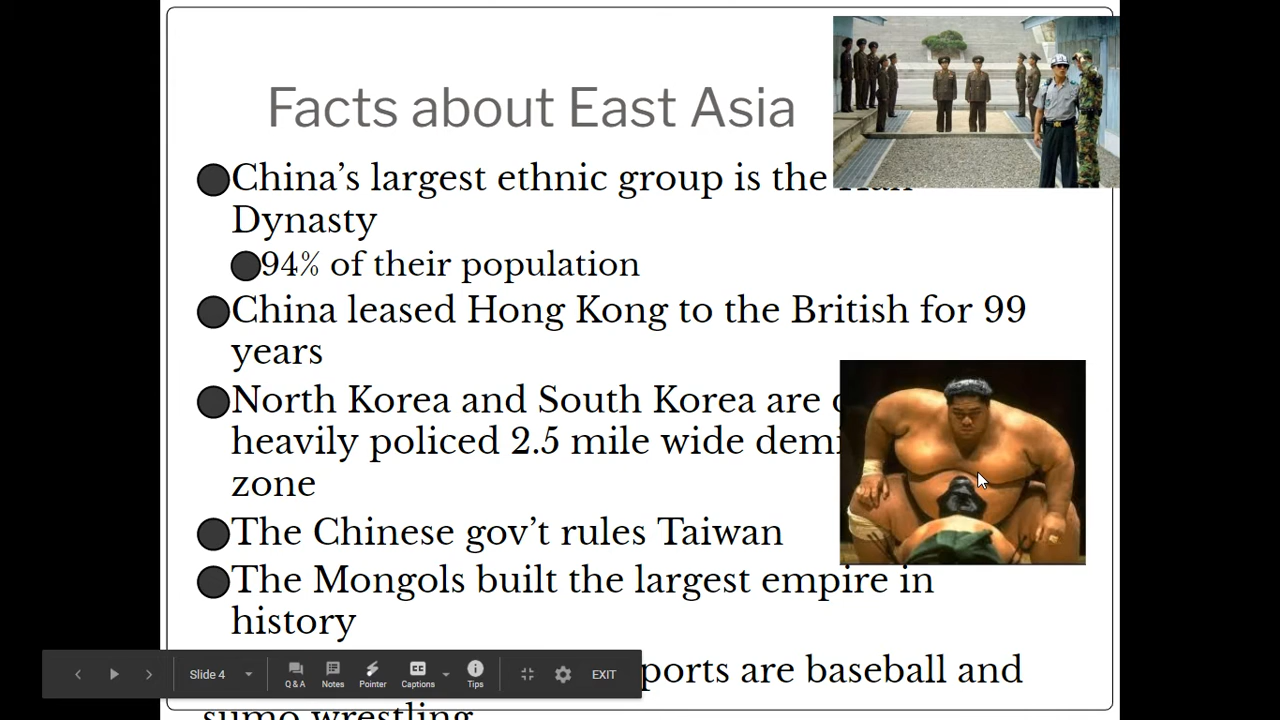 Facts about East Asia
China's largest ethnic group is the
Dynasty
94% of their population
China leased Hong Kong to the British for 99
years
North Korea and South Korea are
heavily policed 2.5 mile wide
zone
The Chinese gov't rules Taiwan
The Mongols built the largest empire in
history
are baseball and
sumo wrestling
Slide 4
Q & A
Notes
Pointer
Captions
Tips
EXIT